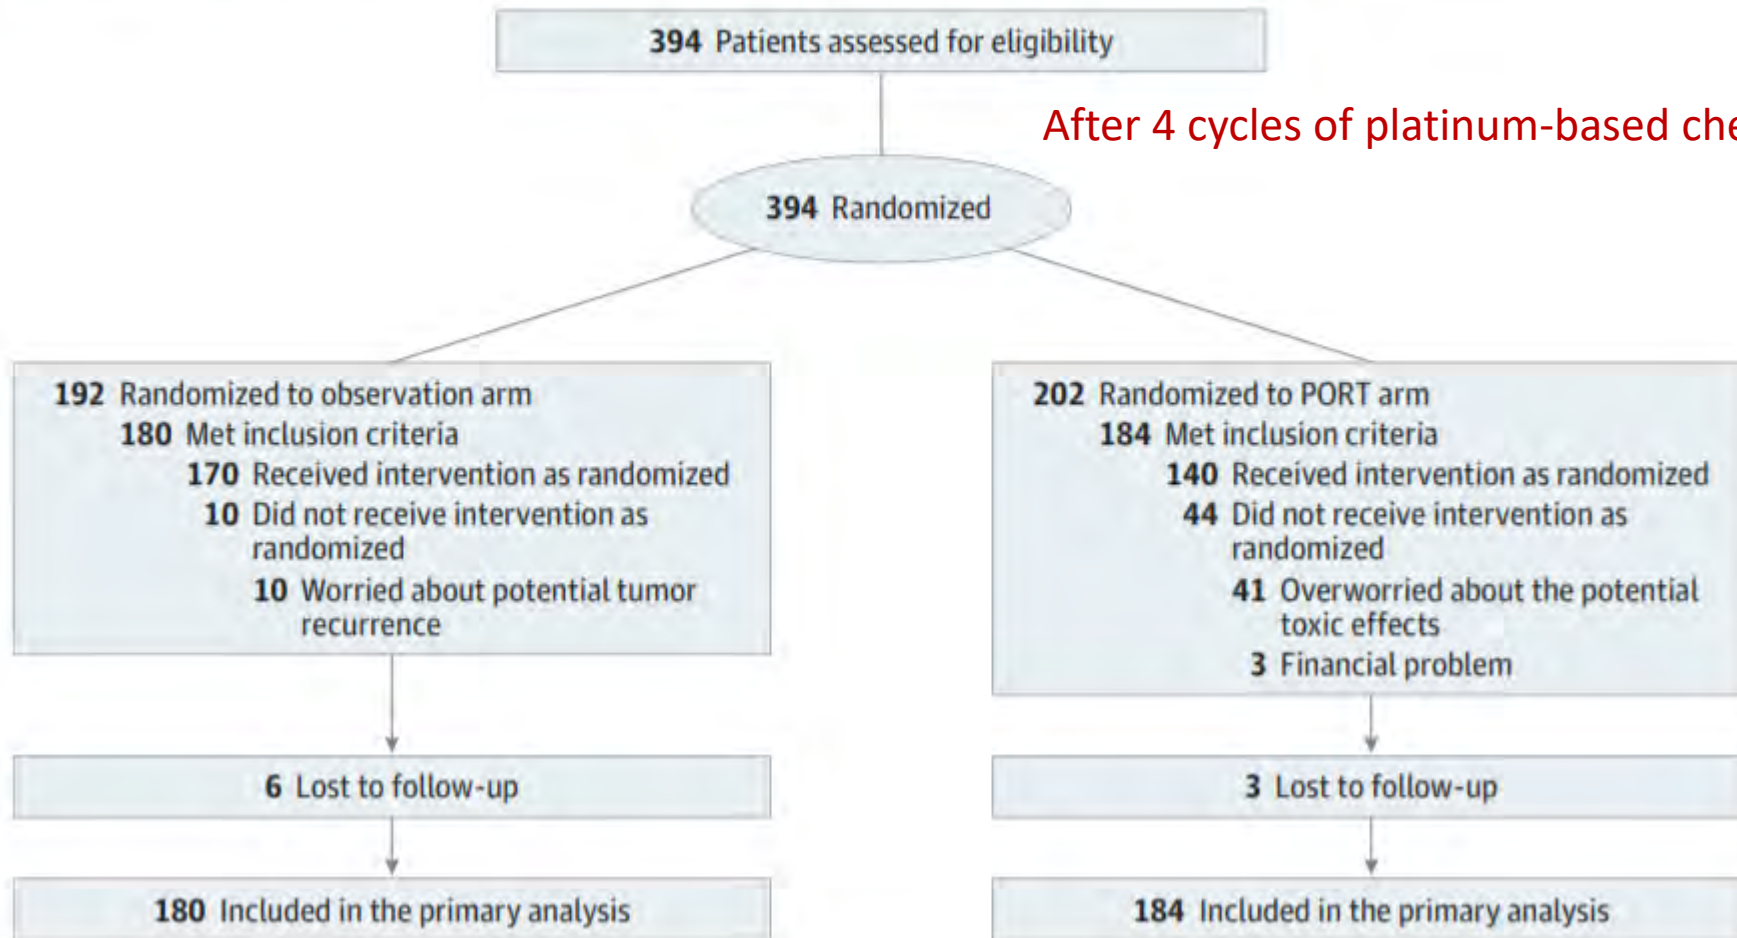 394 Patients assessed for eligibility
After 4 cycles of platinum-based
394 Randomized
192 Randomized to observation arm
180 Met inclusion criteria
170 Received intervention as randomized
10 Did not receive intervention as
randomized
10 Worried about potential tumor
recurrence
202 Randomized to PORT arm
184 Met inclusion criteria
140 Received intervention as randomized
44 Did not receive intervention as
randomized
41 Overworried about the potential
toxic effects
3 Financial problem
6 Lost to follow-up
3 Lost to follow-up
180 Included in the primary analysis
184 Included in the primary analysis